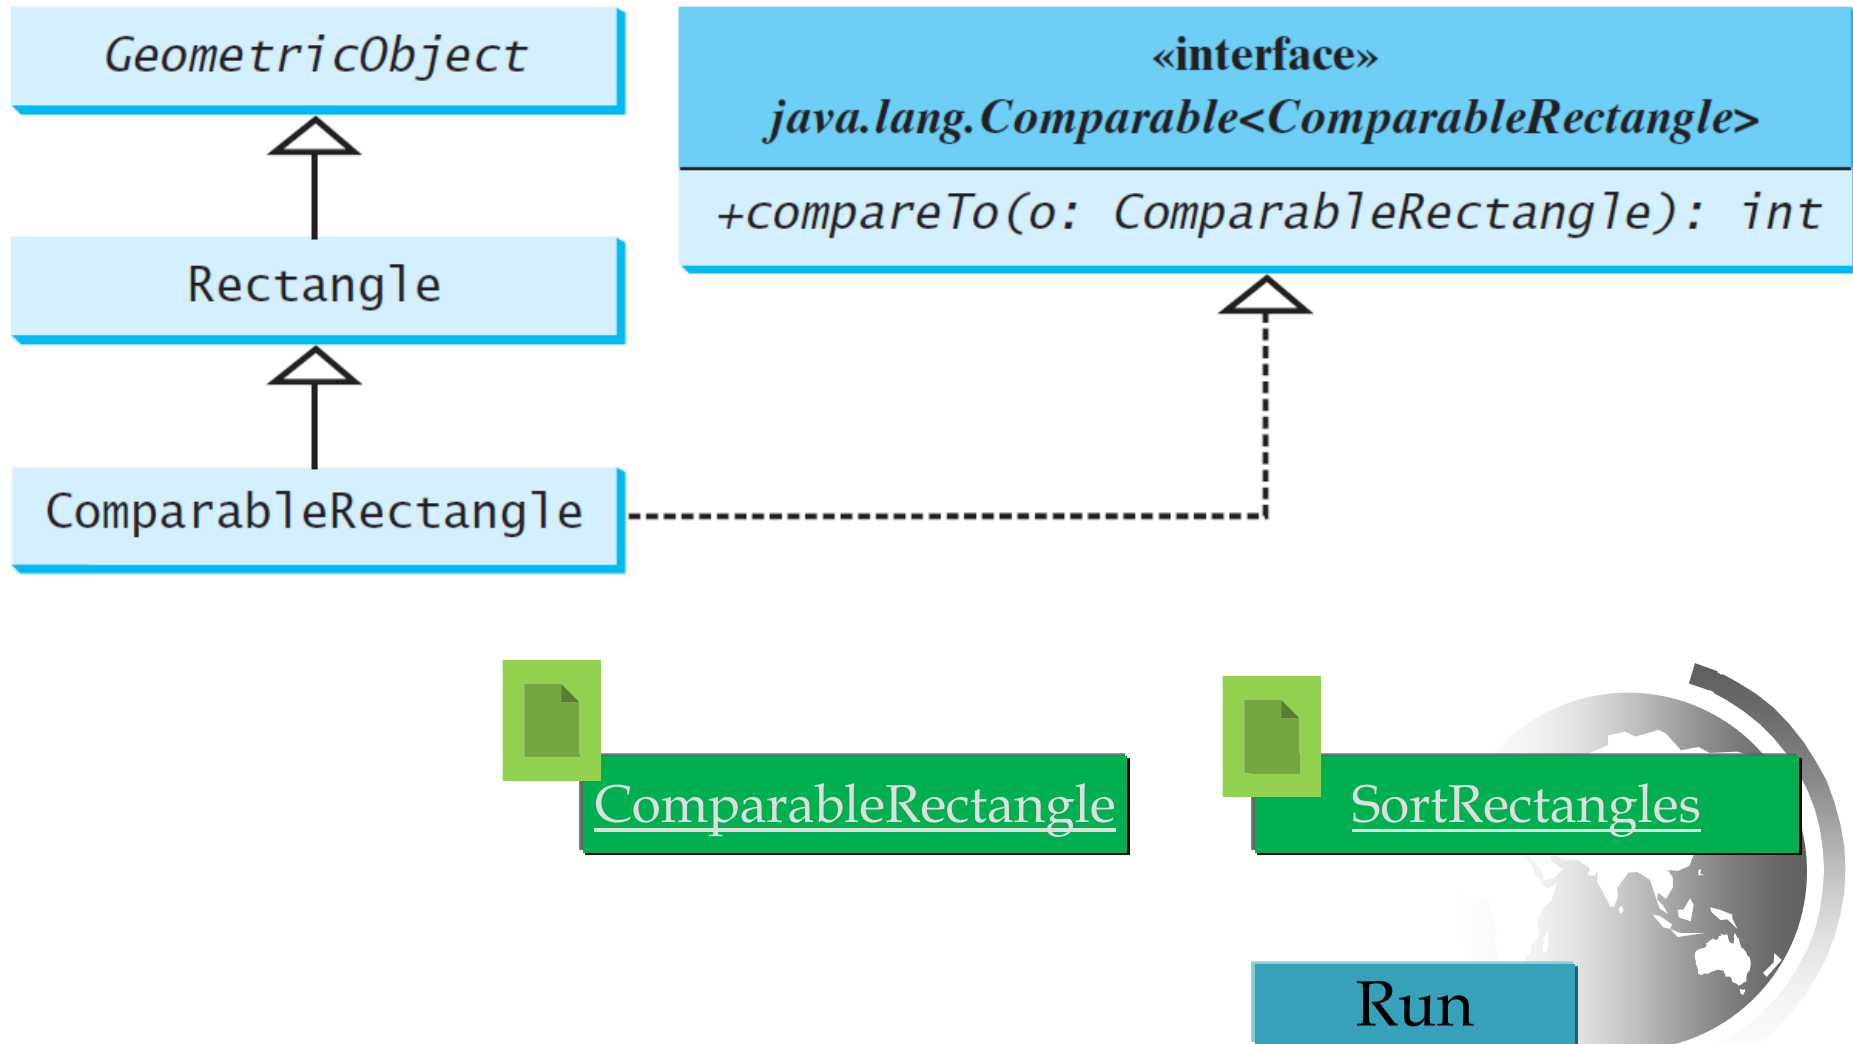 GeometricObject
«interface»
java.lang.Comparable<ComparableRectangle>
+compareTo(o: ComparableRectangle): int
Rectangle
ComparableRectangle
ComparableRectangle
SortRectangles
Run